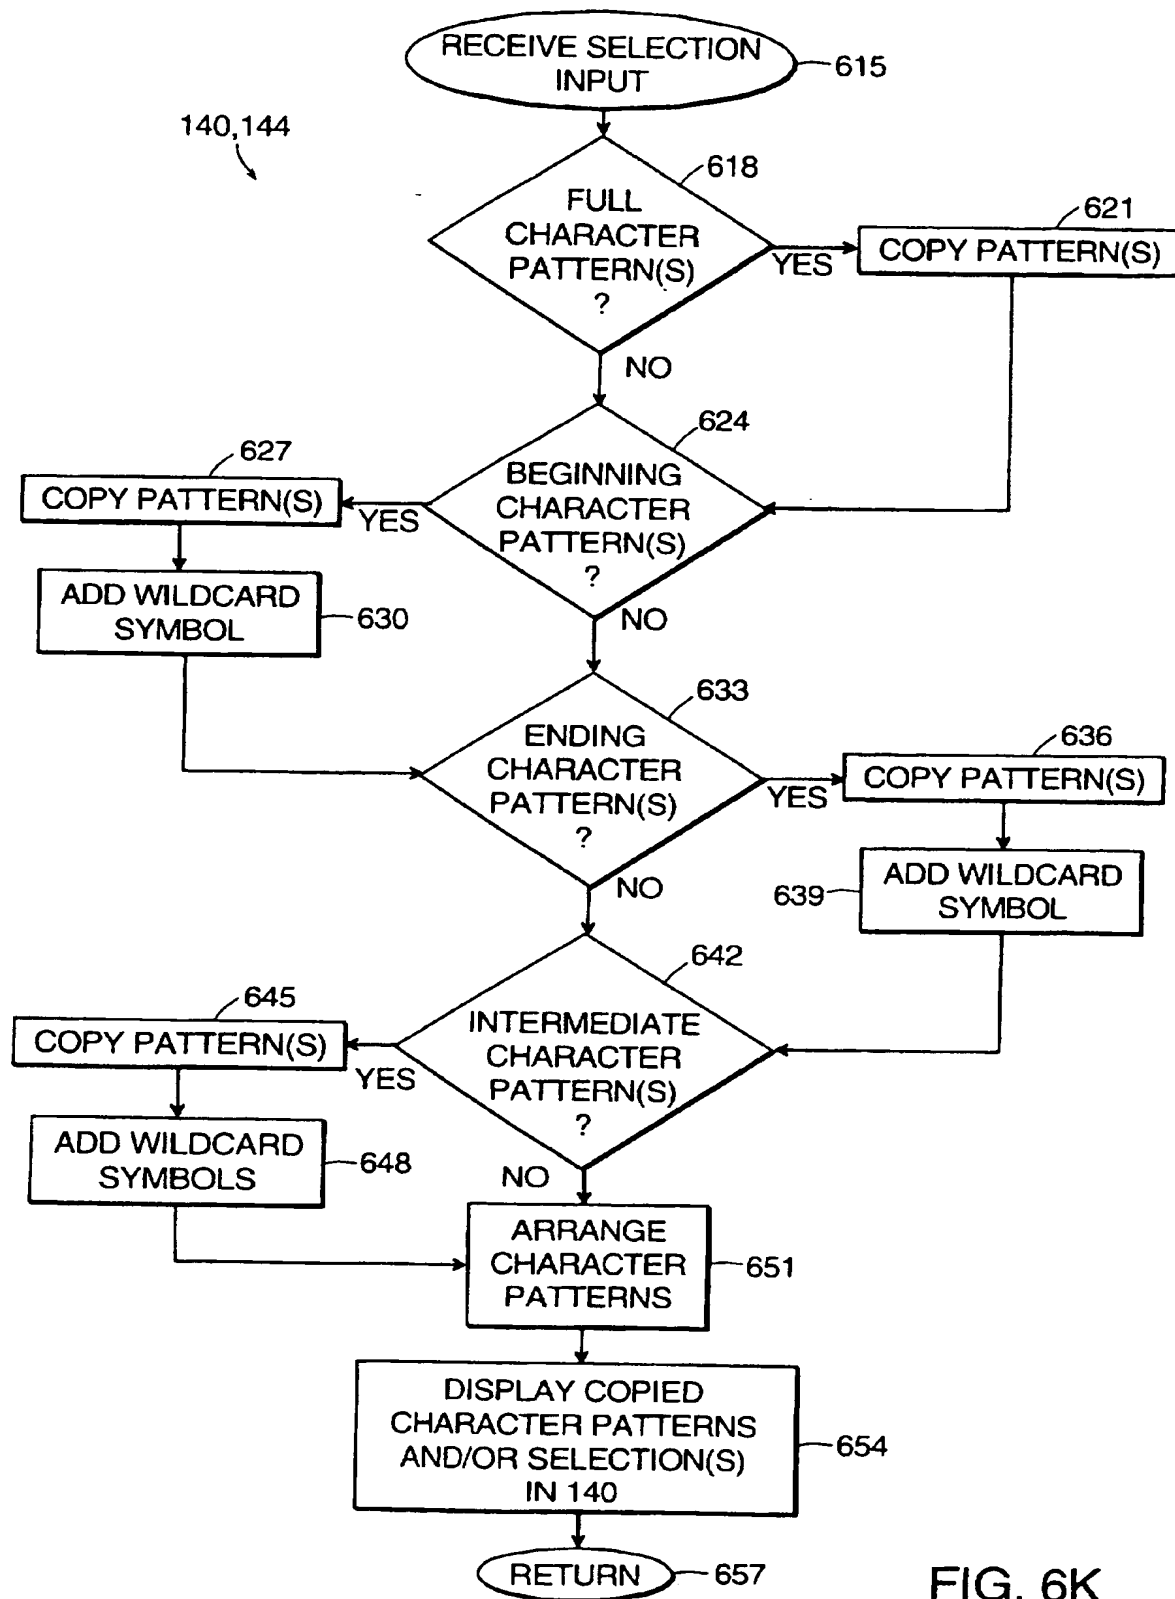 RECEIVE SELECTION
INPUT
615
140,144
618
FULL
CHARACTER
PATTERN(S)
?
YES
621
COPY PATTERN(S)
NO
624
BEGINNING
CHARACTER
PATTERN(S)
?
YES
627
COPY PATTERN(S)
ADD WILDCARD
SYMBOL
630
NO
633
ENDING
CHARACTER
PATTERN(S)
?
YES
636
COPY PATTERN(S)
639
ADD WILDCARD
SYMBOL
NO
642
INTERMEDIATE
CHARACTER
PATTERN(S)
?
YES
645
COPY PATTERN(S)
ADD WILDCARD
SYMBOLS
648
NO
ARRANGE
CHARACTER
PATTERNS
651
DISPLAY COPIED
CHARACTER PATTERNS
AND/OR SELECTION(S)
IN 140
654
RETURN
657
FIG. 6K